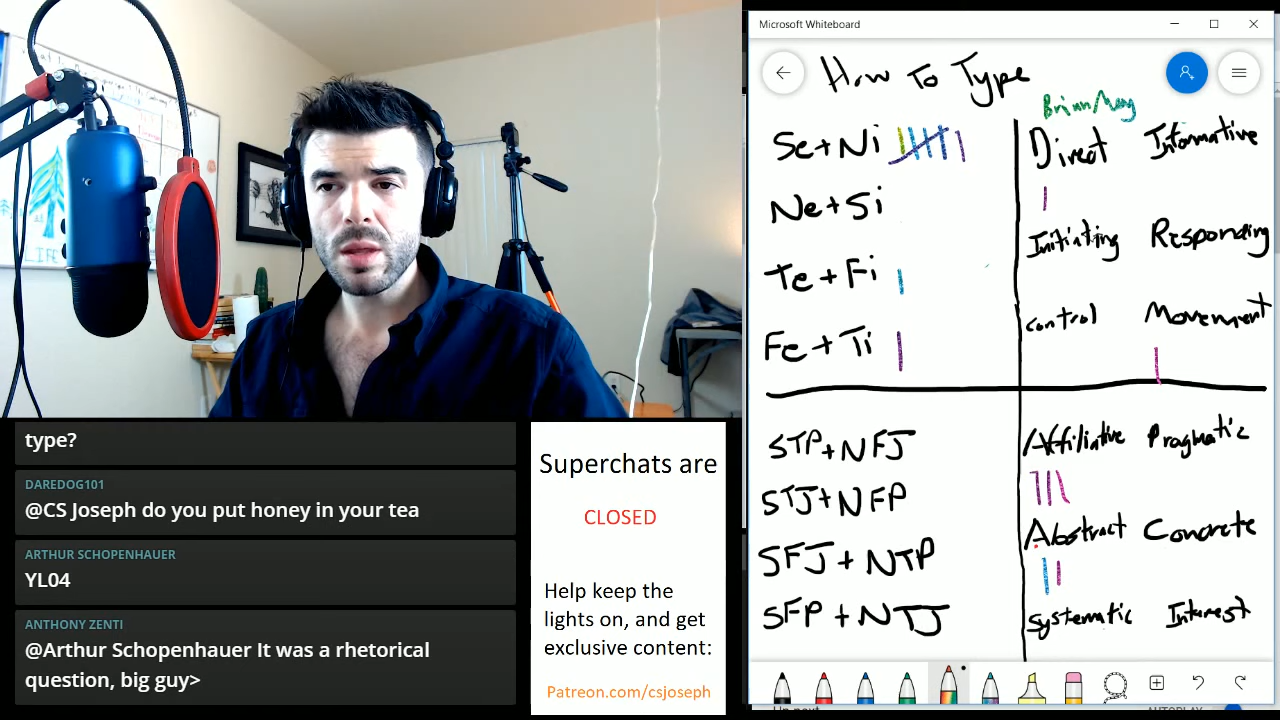 Microsoft Whiteboard
How To Type
Brian May
Se+Ni
Direct Informative
Ne+Si
Initiating Responding
Te+Fi
control Movement
Fe+Ti
STP+NFJ
Affiliative Pragmatic
STJ+NFP
Abstract Concrete
SFJ+NTP
SFP+NTJ
Systematic Interest
type?
DAREDOG101
@CS Joseph do you put honey in your tea
ARTHUR SCHOPENHAUER
YL04
ANTHONY ZENTI
@Arthur Schopenhauer It was a rhetorical
question, big guy>
Superchats are
CLOSED
Help keep the
lights on, and get
exclusive content:
Patreon.com/csjoseph